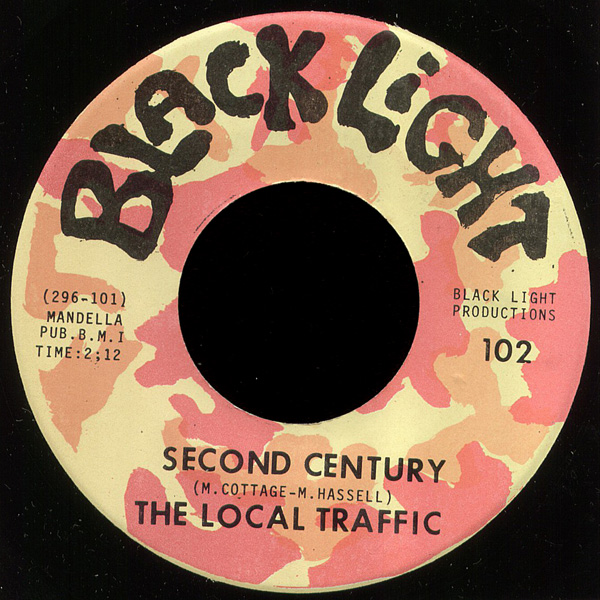 BLACK LIGHT
(296-101)
MANDELLA
PUB.B.M.I
TIME:2;12
BLACK LIGHT
PRODUCTIONS
102
SECOND CENTURY
(M.COTTAGE-M.HASSELL)
THE LOCAL TRAFFIC